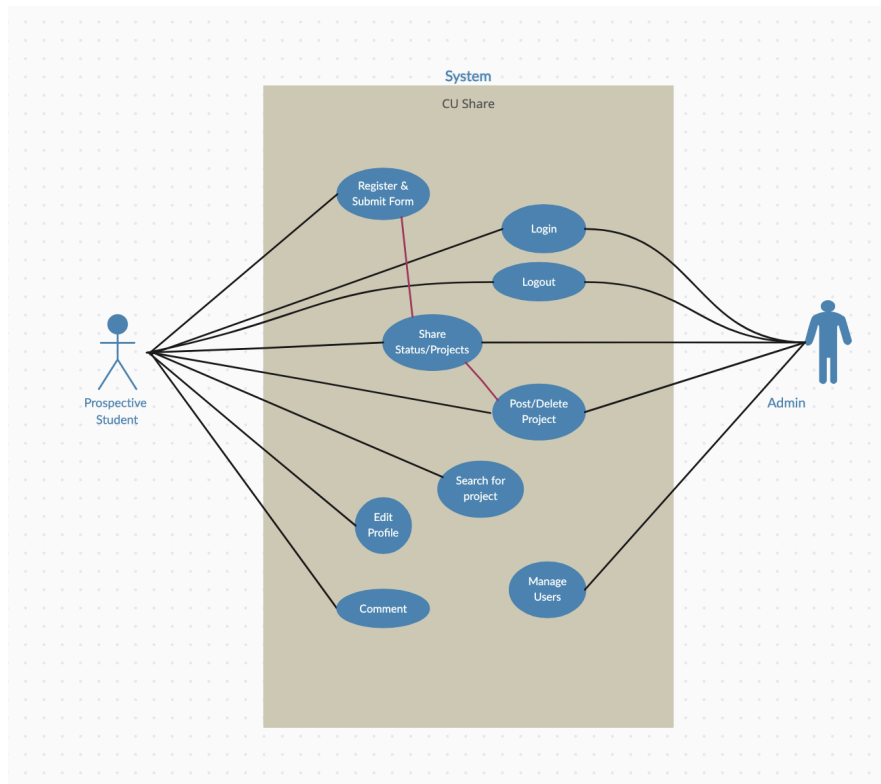 System
CU Share
Register &
Submit Form
Login
Logout
Share
Status/Projects
Prospective
Student
Post/Delete
Project
Admin
Search for
project
Edit
Profile
Manage
Users
Comment